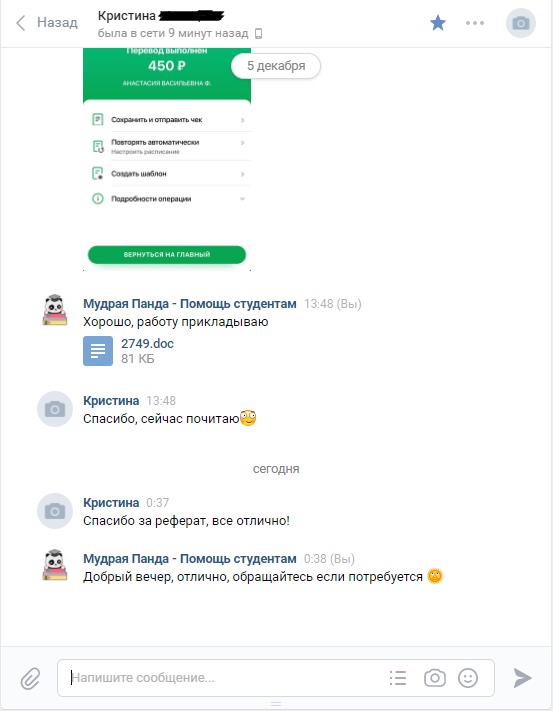 Назад
Кристина
была в сети 9 минут назад
Перевод выполнен
450 ₽
5 декабря
АНАСТАСИЯ ВАСИЛЬЕВНА Ф.
Сохранить и отправить чек
Повторять автоматически
Настроить расписание
Создать шаблон
Подробности операции
ВЕРНУТЬСЯ НА ГЛАВНЫЙ
Мудрая Панда - Помощь студентам 13:48 (Вы)
Хорошо, работу прикладываю
2749.doc
81 КБ
Кристина 13:48
Спасибо, сейчас почитаю
сегодня
Кристина 0:37
Спасибо за реферат, все отлично!
Мудрая Панда - Помощь студентам 0:38 (Вы)
Добрый вечер, отлично, обращайтесь если потребуется
Напишите сообщение...